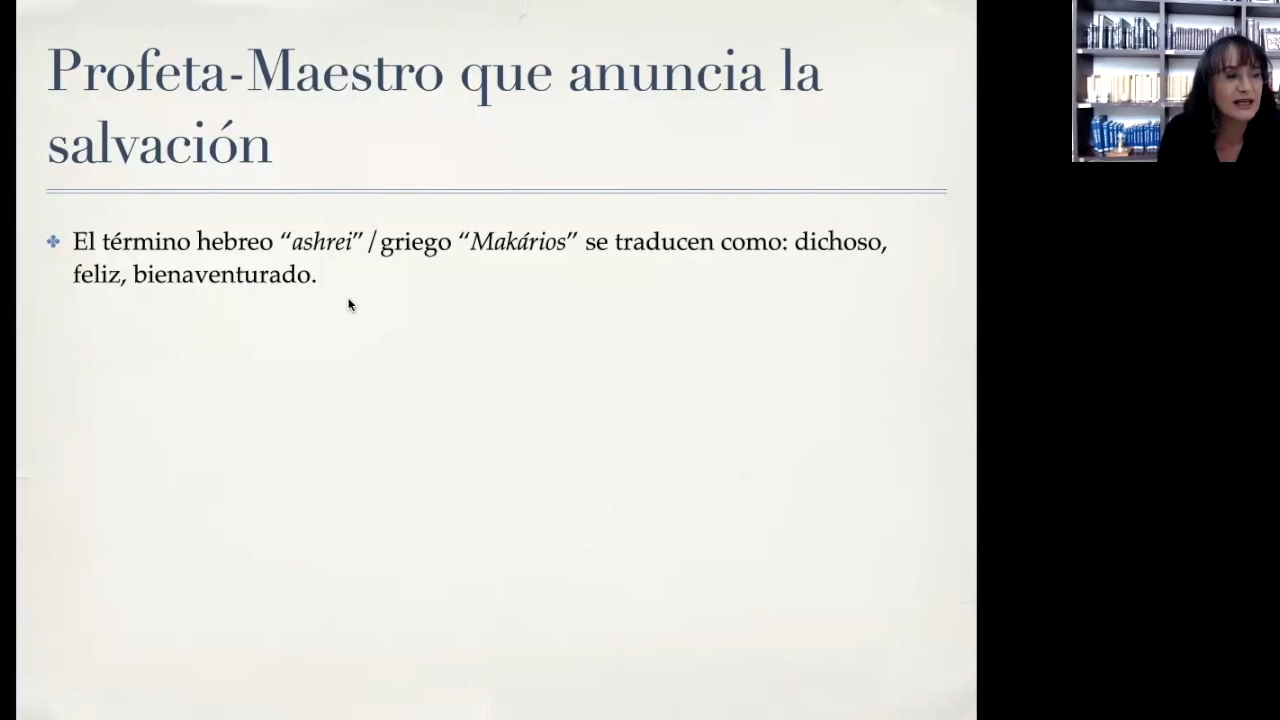 Profeta-Maestro que anuncia la
salvación
El término hebreo “ashrei” / griego “Makários” se traducen como: dichoso,
feliz, bienaventurado.